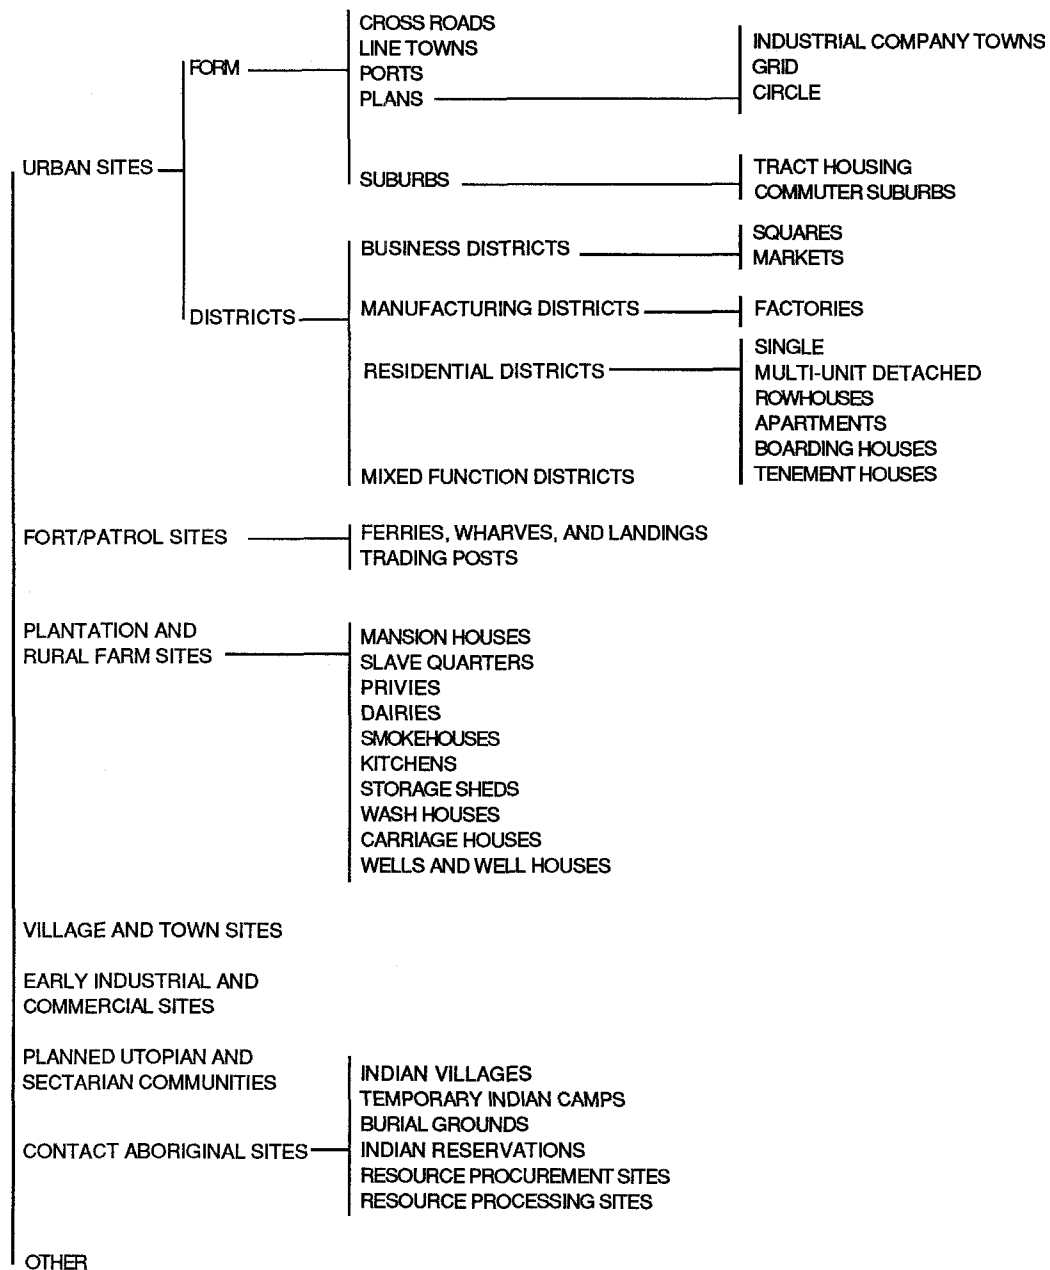 CROSS ROADS
LINE TOWNS
PORTS
PLANS
SUBURBS
FORM
INDUSTRIAL COMPANY TOWNS
GRID
CIRCLE
TRACT HOUSING
COMMUTER SUBURBS
URBAN SITES
DISTRICTS
BUSINESS DISTRICTS
SQUARES
MARKETS
MANUFACTURING DISTRICTS
FACTORIES
RESIDENTIAL DISTRICTS
SINGLE
MULTI-UNIT DETACHED
ROWHOUSES
APARTMENTS
BOARDING HOUSES
TENEMENT HOUSES
MIXED FUNCTION DISTRICTS
FORT/PATROL SITES
FERRIES, WHARVES, AND LANDINGS
TRADING POSTS
PLANTATION AND
RURAL FARM SITES
MANSION HOUSES
SLAVE QUARTERS
PRIVIES
DAIRIES
SMOKEHOUSES
KITCHENS
STORAGE SHEDS
WASH HOUSES
CARRIAGE HOUSES
WELLS AND WELL HOUSES
VILLAGE AND TOWN SITES
EARLY INDUSTRIAL AND
COMMERCIAL SITES
PLANNED UTOPIAN AND
SECTARIAN COMMUNITIES
CONTACT ABORIGINAL SITES
INDIAN VILLAGES
TEMPORARY INDIAN CAMPS
BURIAL GROUNDS
INDIAN RESERVATIONS
RESOURCE PROCUREMENT SITES
RESOURCE PROCESSING SITES
OTHER